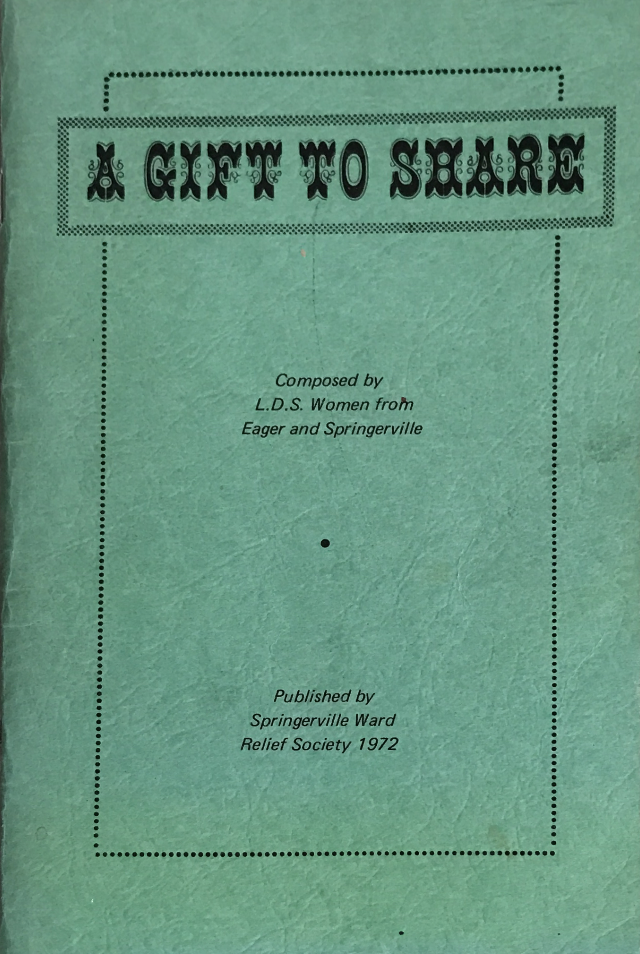 A GIFT TO SHARE
Composed by
L.D.S. Women from
Eager and Springerville
Published by
Springerville Ward
Relief Society 1972